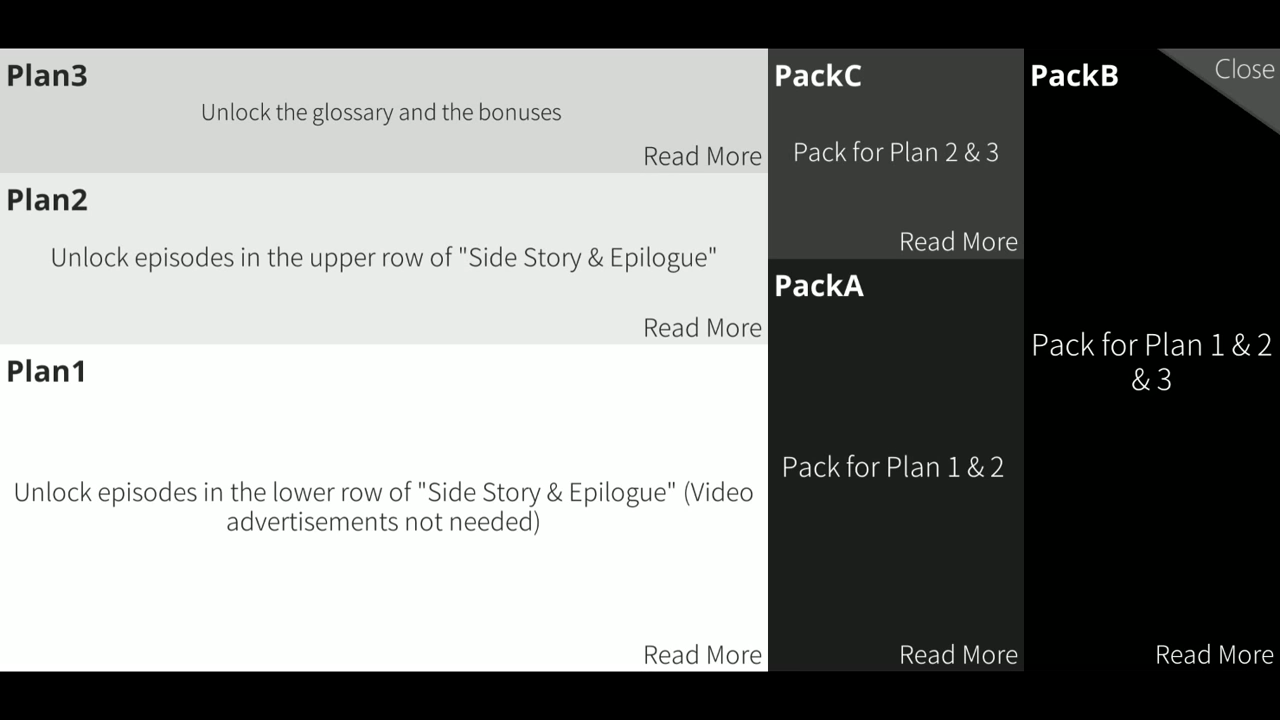 Plan3
Unlock the glossary and the bonuses
Read More
Plan2
Unlock episodes in the upper row of "Side Story & Epilogue"
Read More
Plan1
Unlock episodes in the lower row of "Side Story & Epilogue" (Video
advertisements not needed)
Read More
PackC
Pack for Plan 2 & 3
Read More
PackA
Pack for Plan 1 & 2
Read More
PackB
Close
Pack for Plan 1 & 2
& 3
Read More